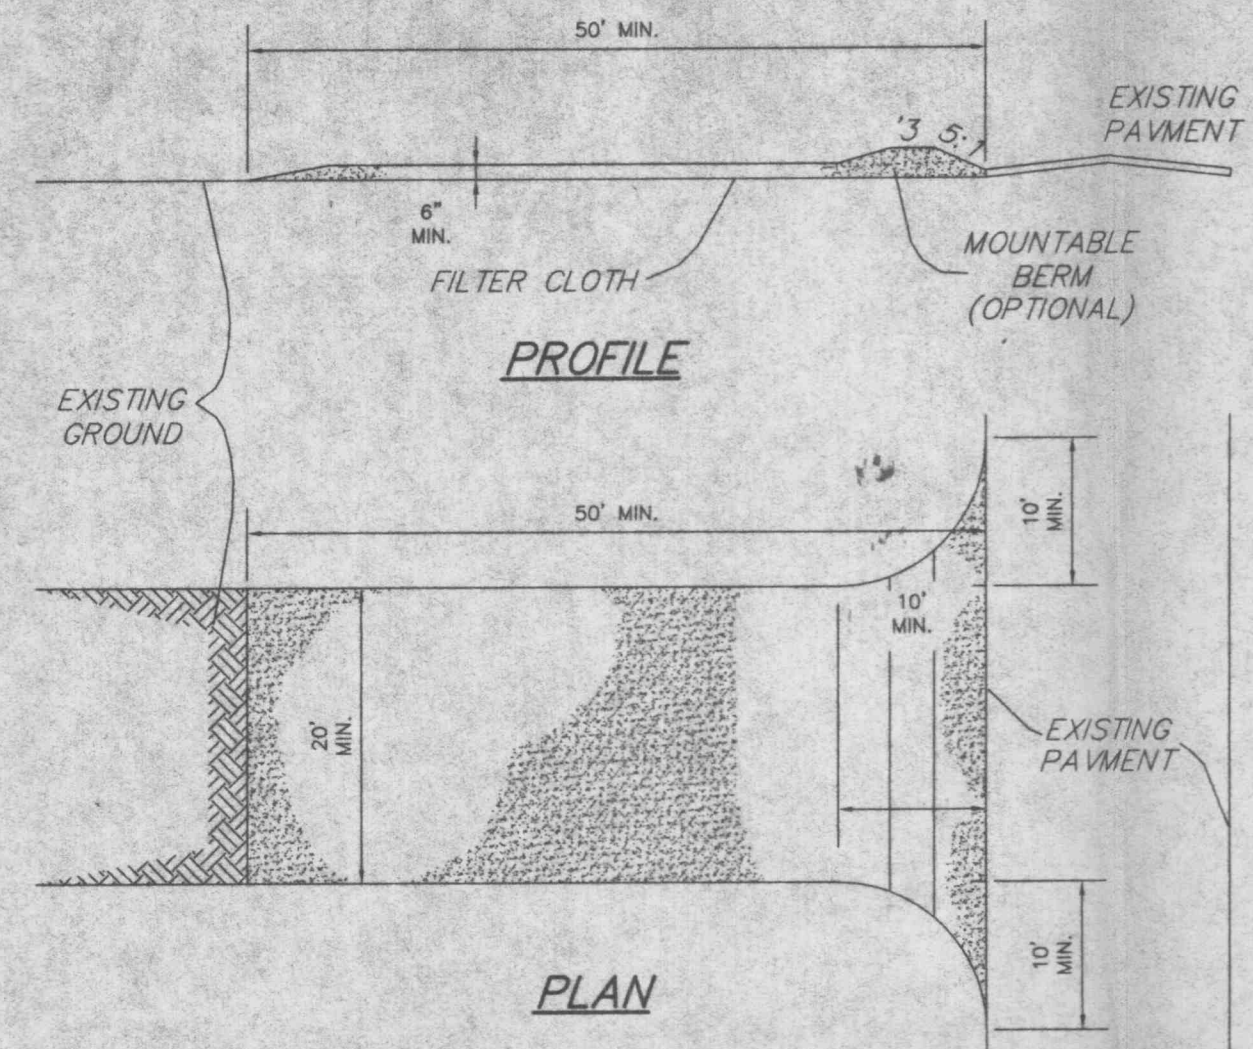 50' MIN.
EXISTING
PAVMENT
'3 5:1
6"
MIN.
FILTER CLOTH
MOUNTABLE
BERM
(OPTIONAL)
PROFILE
EXISTING
GROUND
50' MIN.
10'
MIN.
10'
MIN.
20'
MIN.
EXISTING
PAVMENT
10'
MIN.
PLAN